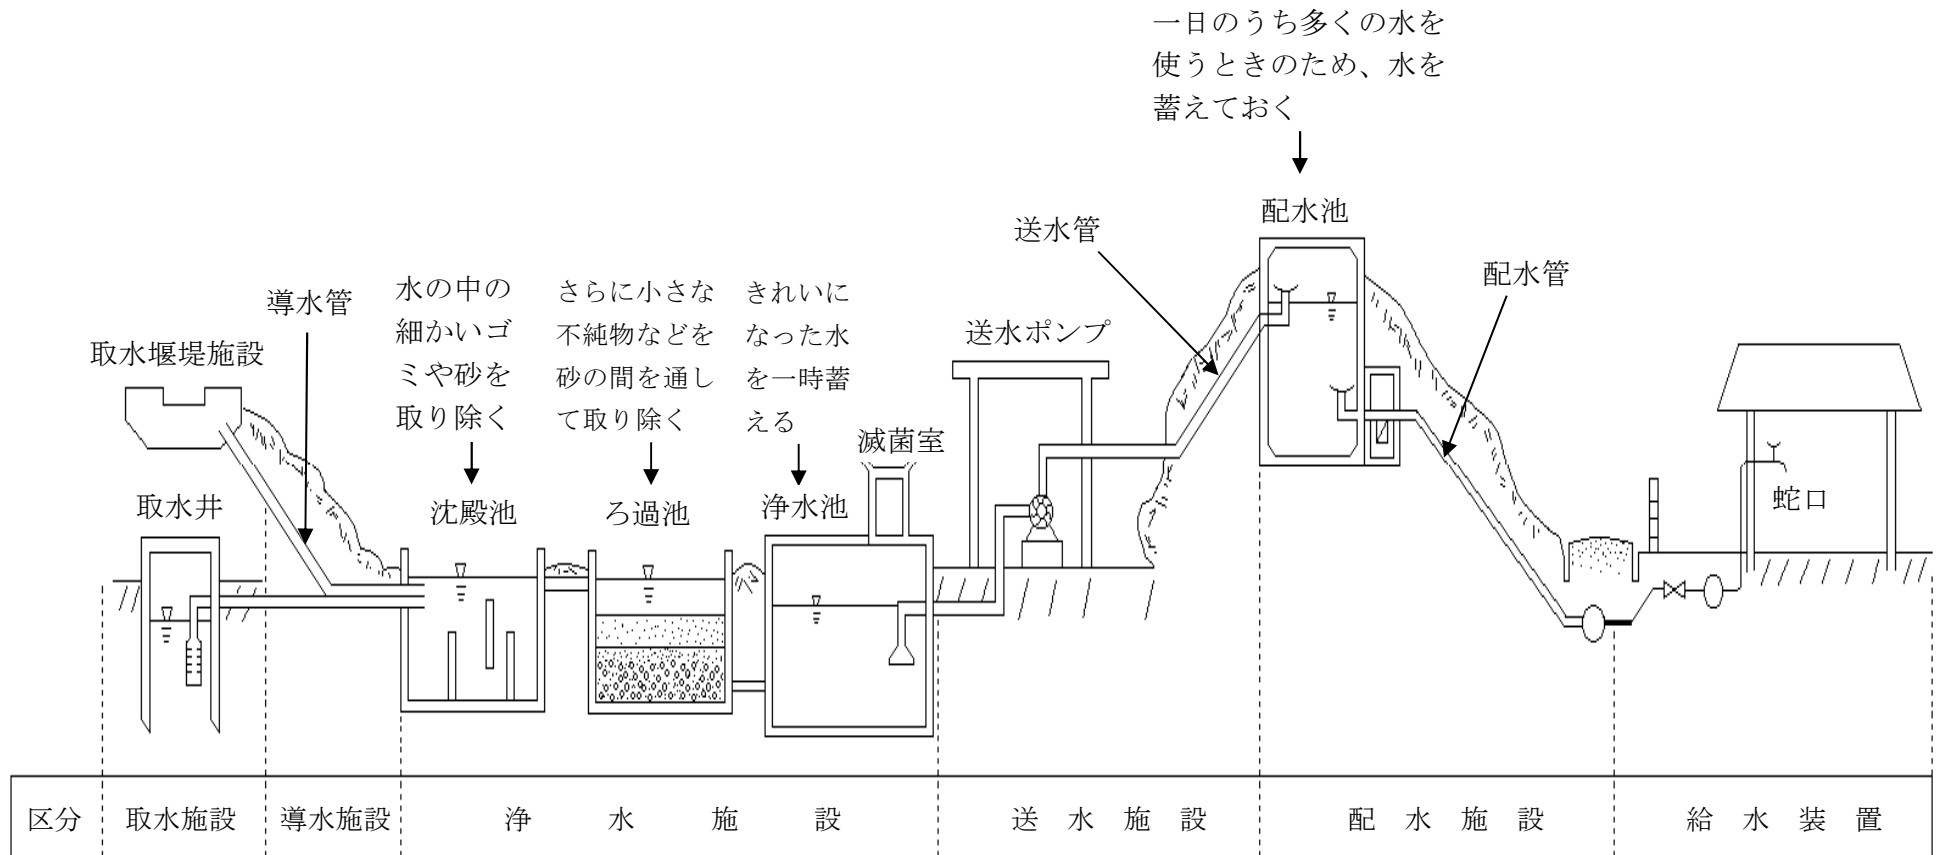 一日のうち多くの水を
使うときのため、水を
蓄えておく
配水池
送水管
配水管
導水管
水の中の
細かいゴ
ミや砂を
取り除く
さらに小さな
不純物などを
砂の間を通し
て取り除く
きれいに
なった水
を一時蓄
える
送水ポンプ
取水堰堤施設
滅菌室
取水井
沈殿池
ろ過池
浄水池
蛇口
区分
取水施設
導水施設
浄水施設
送水施設
配水施設
給水装置